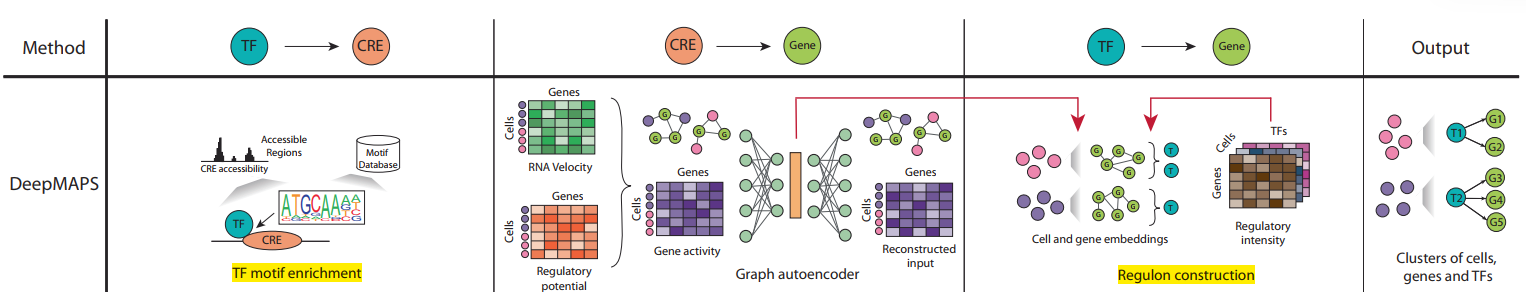 Method
TF
CRE
CRE
Gene
TF
Gene
Output
DeepMAPS
Accessible
Regions
CRE accessibility
Motif
Database
ATGCAA
TF
CRE
TF motif enrichment
Genes
Cells
RNA Velocity
Genes
Cells
Regulatory
potential
G
G
G
G
G
G
Genes
Cells
Gene activity
Graph autoencoder
G
G
G
G
G
G
Genes
Cells
Reconstructed
input
G
G
G
G
G
T
T
G
G
G
G
G
T
Cell and gene embeddings
Cells
TFs
Genes
Regulatory
intensity
Regulon construction
T1
G1
G2
T2
G3
G4
G5
Clusters of cells,
genes and TFs